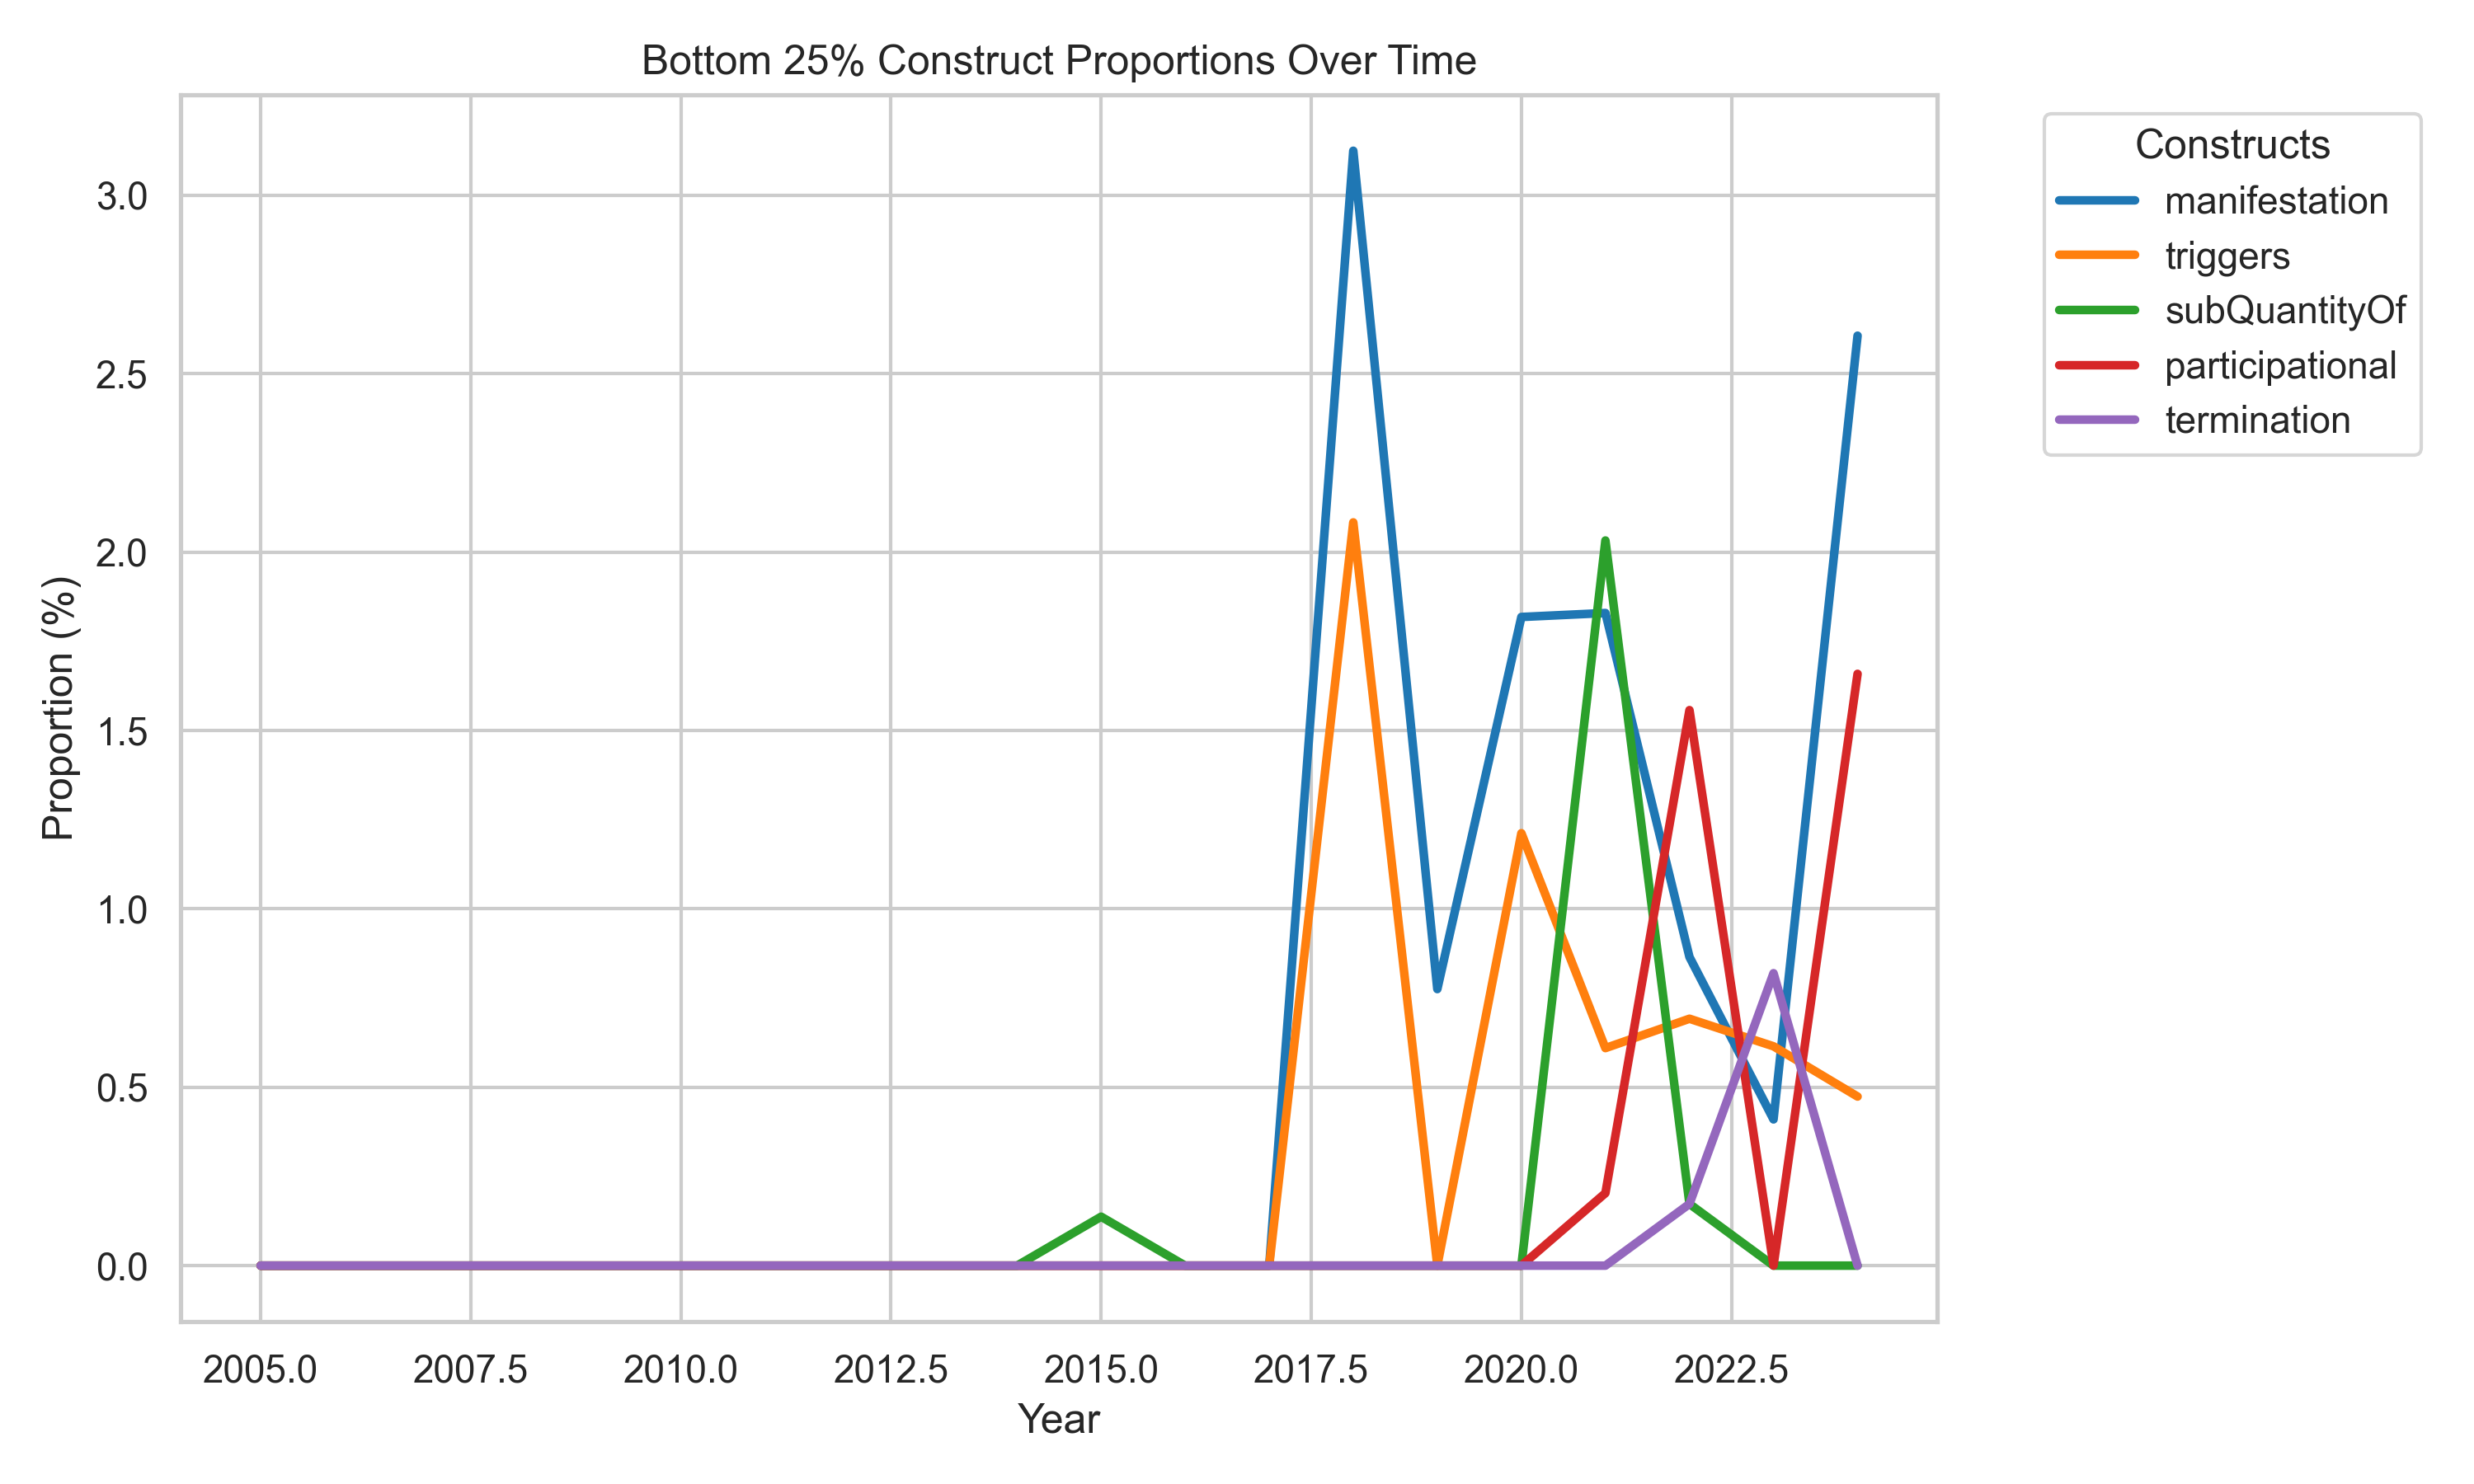 Bottom 25% Construct Proportions Over Time
Constructs
manifestation
triggers
subQuantityOf
participational
termination
Proportion (%)
3.0
2.5
2.0
1.5
1.0
0.5
0.0
2005.0 2007.5 2010.0 2012.5 2015.0 2017.5 2020.0 2022.5
Year